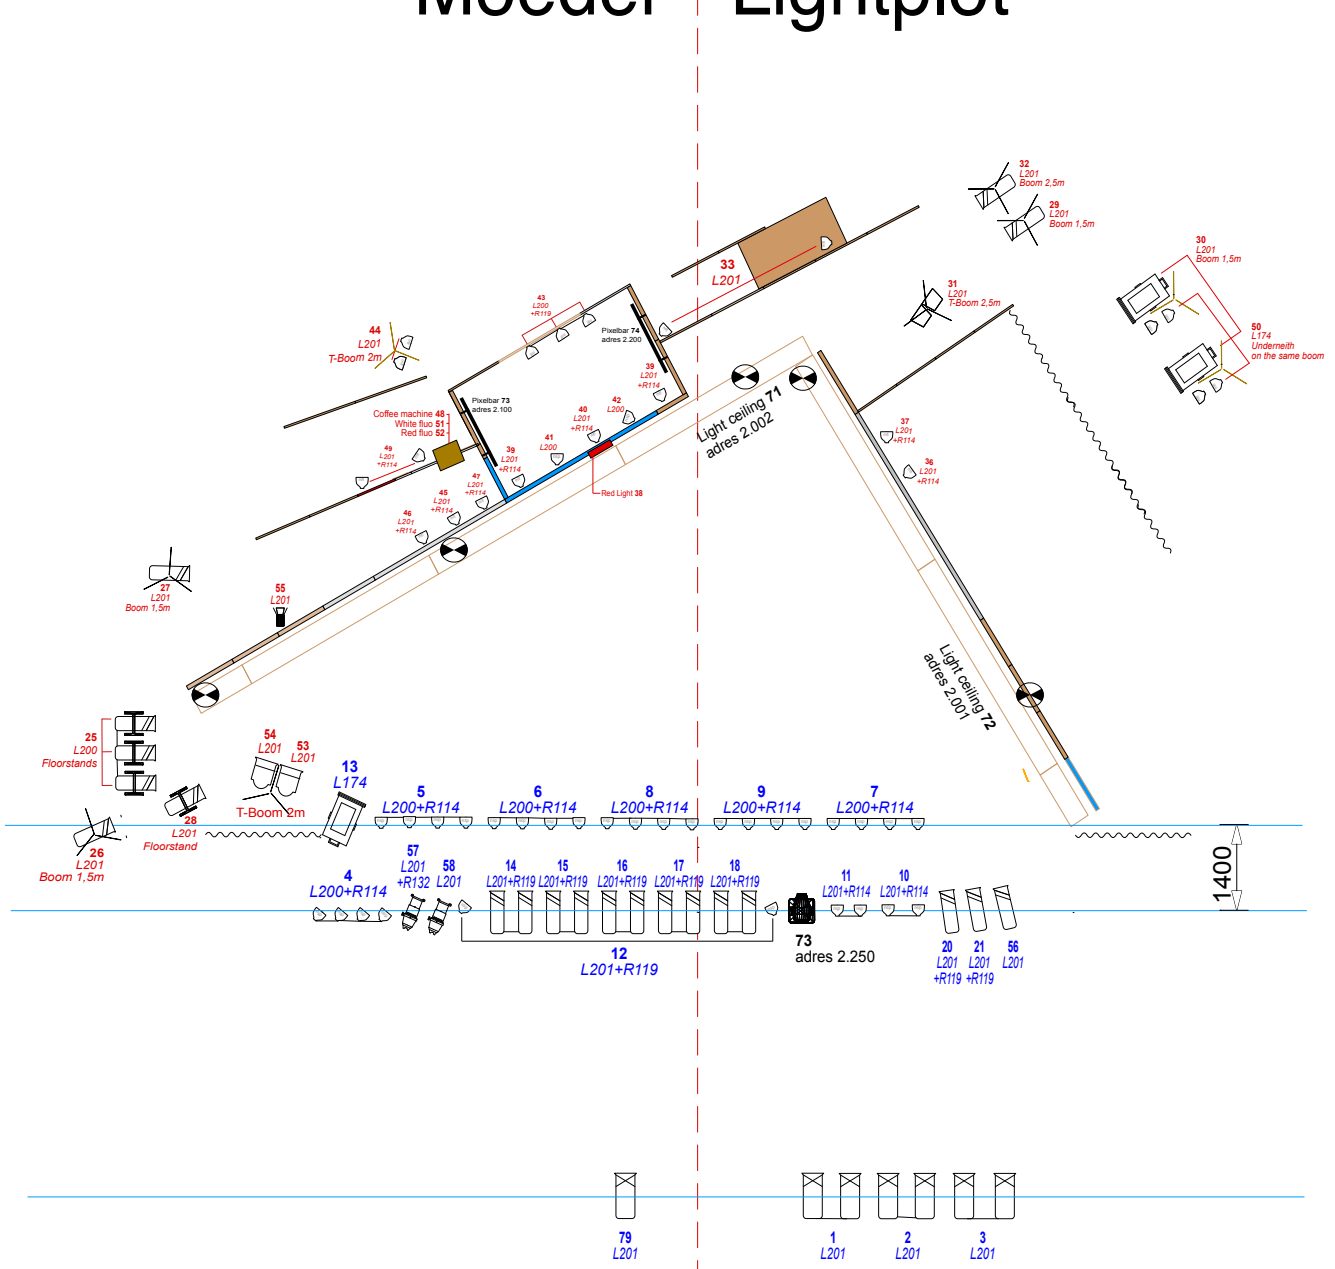 Moeder Lightplot
32
L201
Boom 2,5m
29
L201
Boom 1,5m
30
L201
Boom 1,5m
33
L201
31
L201
T-Boom 2,5m
50
L174
Underneith
on the same boom
43
L200
+R119
44
L201
T-Boom 2m
Pixelbar 74
adres 2.200
39
L201
+R114
Pixelbar 73
adres 2.100
42
L200
40
L201
+R114
Light ceiling 71
adres 2.002
Coffee machine 48
White fluo 51
Red fluo 52
37
L201
+R114
49
L201
+R114
41
L200
39
L201
+R114
36
L201
+R114
47
L201
+R114
45
L201
+R114
Red Light 38
46
L201
+R114
27
L201
Boom 1,5m
55
L201
Light ceiling 72
adres 2.001
25
L200
Floorstands
54
L201
53
L201
T-Boom 2m
13
L174
5
L200+R114
6
L200+R114
8
L200+R114
9
L200+R114
7
L200+R114
28
L201
Floorstand
26
L201
Boom 1,5m
4
L200+R114
57
L201
+R132
58
L201
14
L201+R119
15
L201+R119
16
L201+R119
17
L201+R119
18
L201+R119
11
L201+R114
10
L201+R114
1400
12
L201+R119
73
adres 2.250
20
L201
+R119
21
L201
+R119
56
L201
79
L201
1
L201
2
L201
3
L201